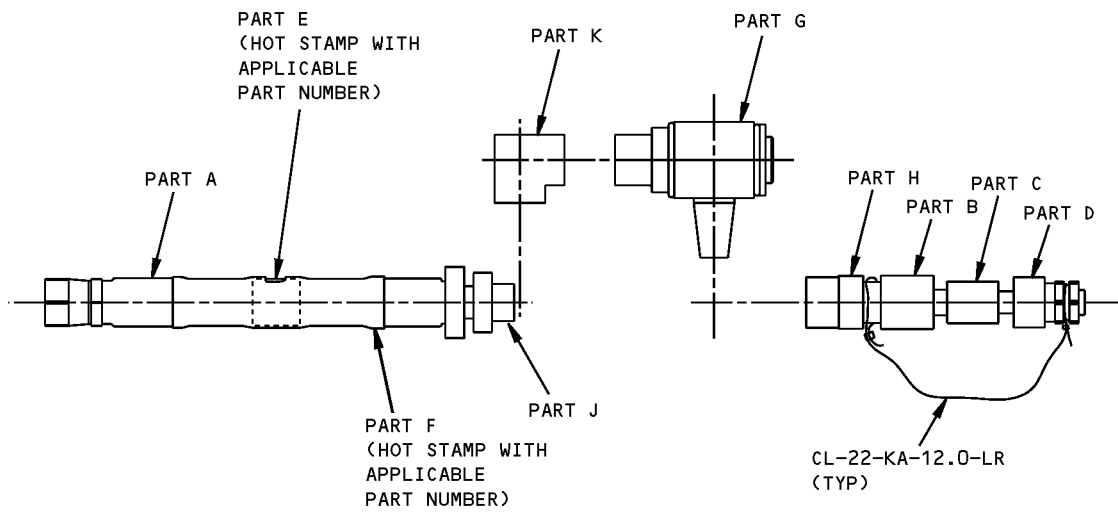 PART E
(HOT STAMP WITH
APPLICABLE
PART NUMBER)
PART K
PART G
PART A
PART H
PART B
PART C
PART D
PART J
PART F
(HOT STAMP WITH
APPLICABLE
PART NUMBER)
CL-22-KA-12.0-LR
(TYP)